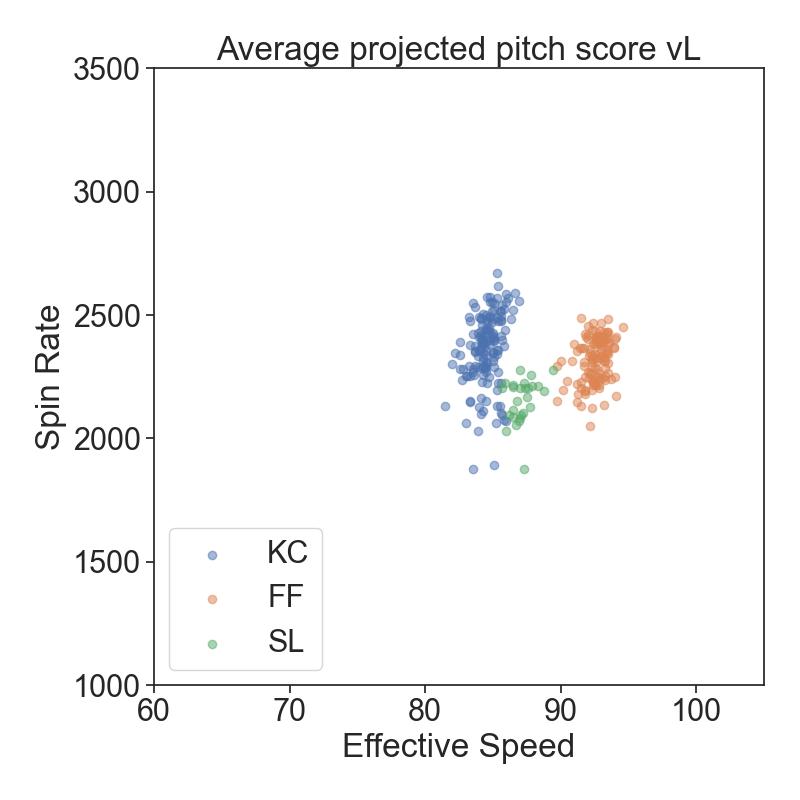 Average projected pitch score vL
3500
3000
2500
2000
1500
1000
Spin Rate
KC
FF
SL
60 70 80 90 100
Effective Speed